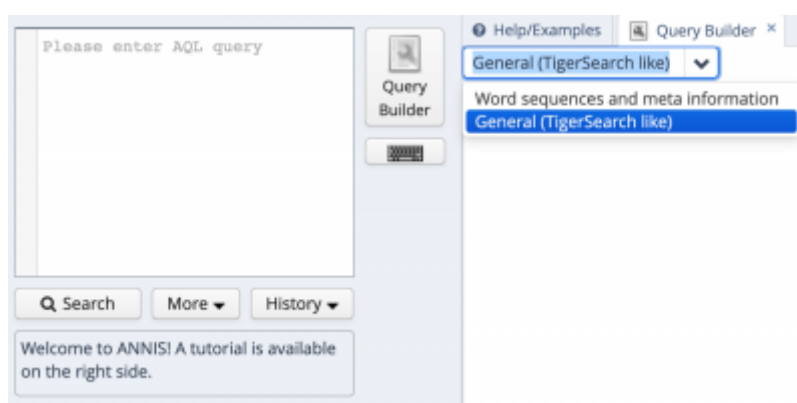 Please enter AQL query
Query
Builder
Search
More
History
Welcome to ANNIS! A tutorial is available
on the right side.
Help/Examples
Query Builder ×
General (TigerSearch like)
Word sequences and meta information
General (TigerSearch like)